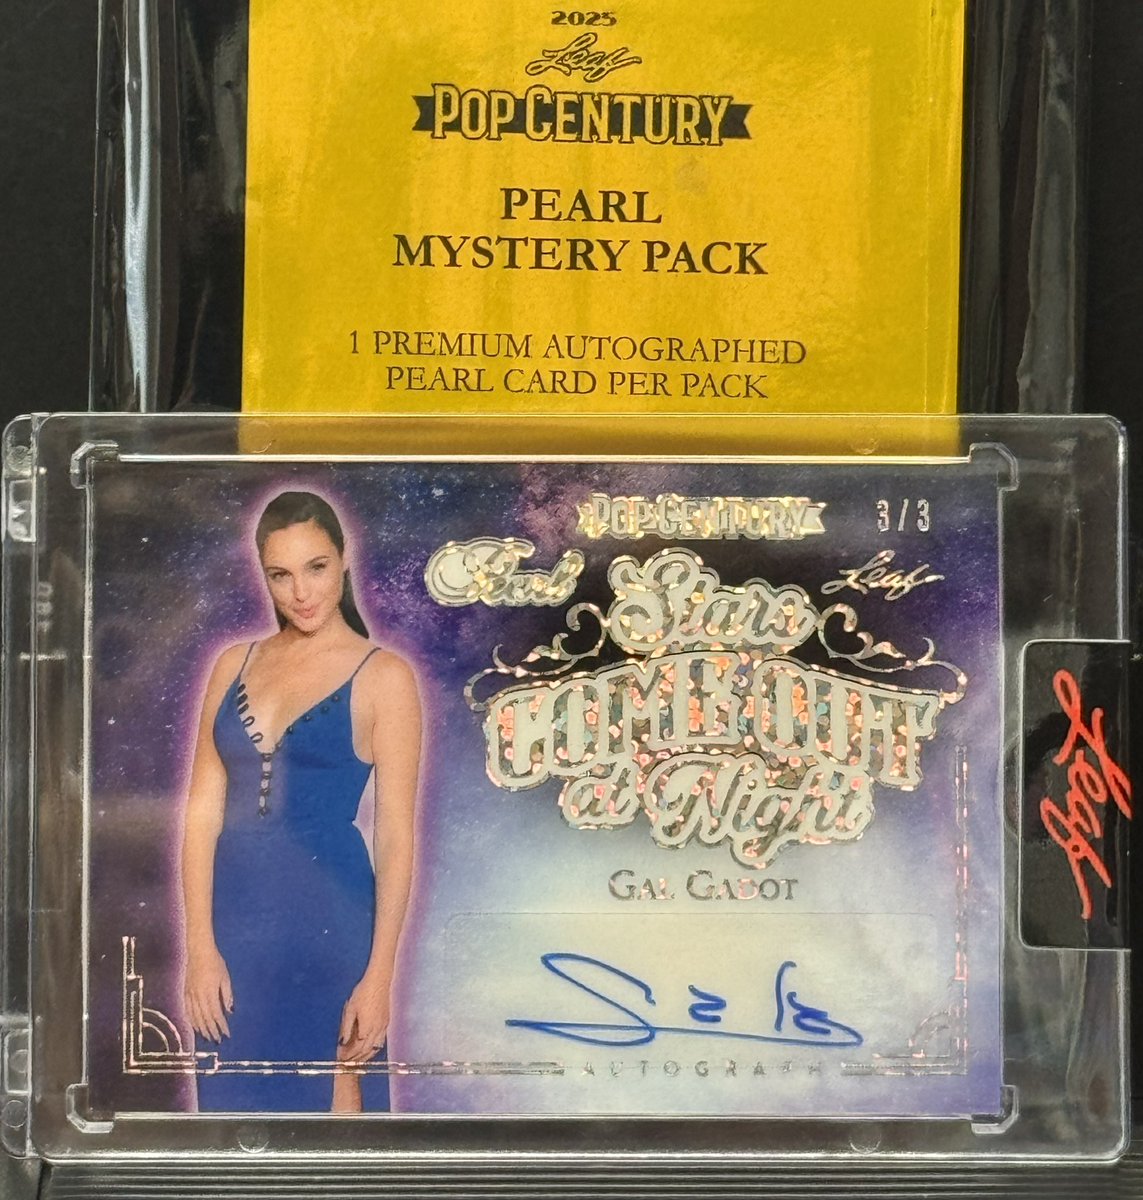 2025
Leaf
POP CENTURY
PEARL
MYSTERY PACK
1 PREMIUM AUTOGRAPHED
PEARL CARD PER PACK
POP CENTURY
3/3
Pearl
Leaf
Stars
COME OUT
at Night
GAL GADOT
AUTOGRAPH
Leaf